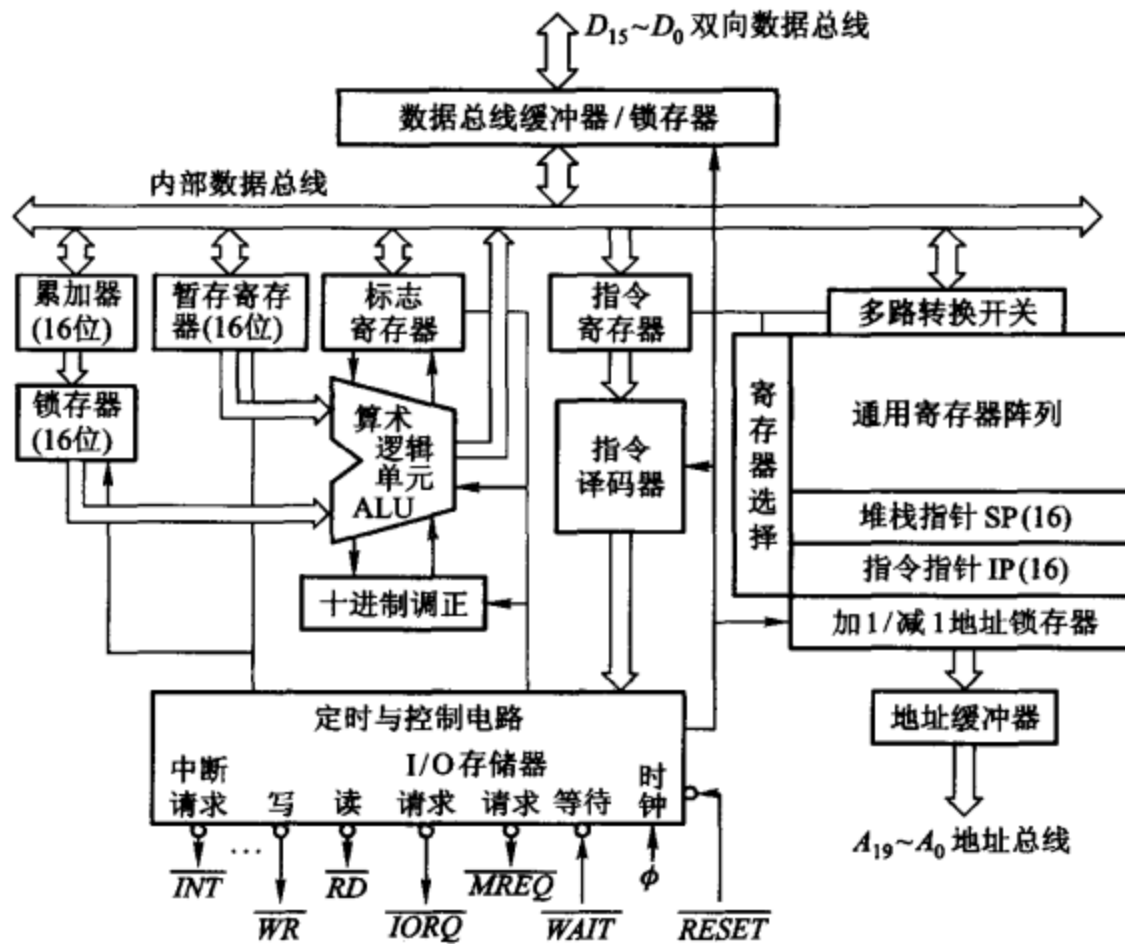 D15~D0 双向数据总线
数据总线缓冲器/锁存器
内部数据总线
累加器
(16位)
暂存寄存
器(16位)
标志
寄存器
指令
寄存器
多路转换开关
锁存器
(16位)
算术
逻辑
单元
ALU
指令
译码器
寄存器选择
通用寄存器阵列
堆栈指针 SP(16)
指令指针 IP(16)
十进制调正
加1/减1地址锁存器
定时与控制电路
地址缓冲器
I/O存储器
中断
请求
写
读
请求
请求
等待
时钟
A19~A0 地址总线
INT
…
WR
RD
IORQ
MREQ
WAIT
ϕ
RESET